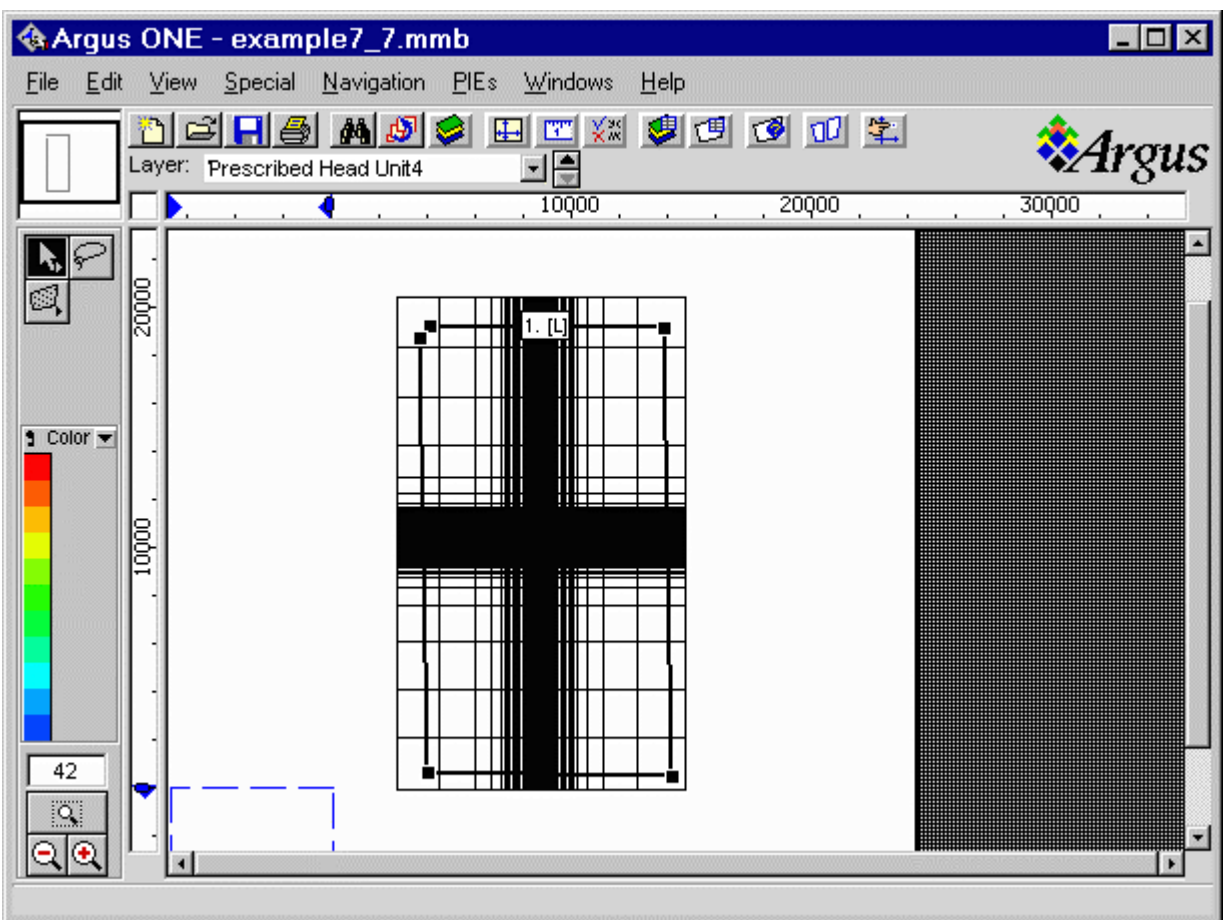 Argus ONE - example7_7.mmb
File Edit View Special Navigation PIEs Windows Help
Argus
Layer: Prescribed Head Unit4
10000 20000 30000
20000
1. [L]
Color
10000
42